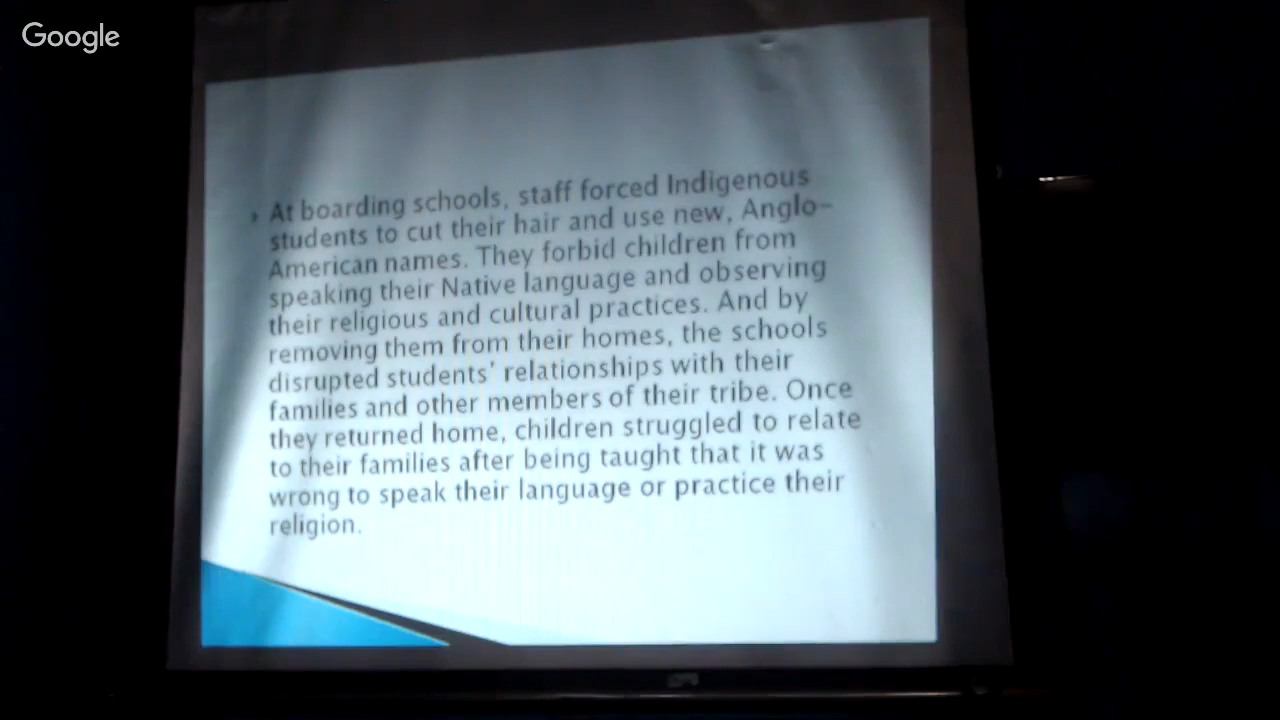 Google
At boarding schools, staff forced Indigenous
students to cut their hair and use new, Anglo-
American names. They forbid children from
speaking their Native language and observing
their religious and cultural practices. And by
removing them from their homes, the schools
disrupted students' relationships with their
families and other members of their tribe. Once
they returned home, children struggled to relate
to their families after being taught that it was
wrong to speak their language or practice their
religion.